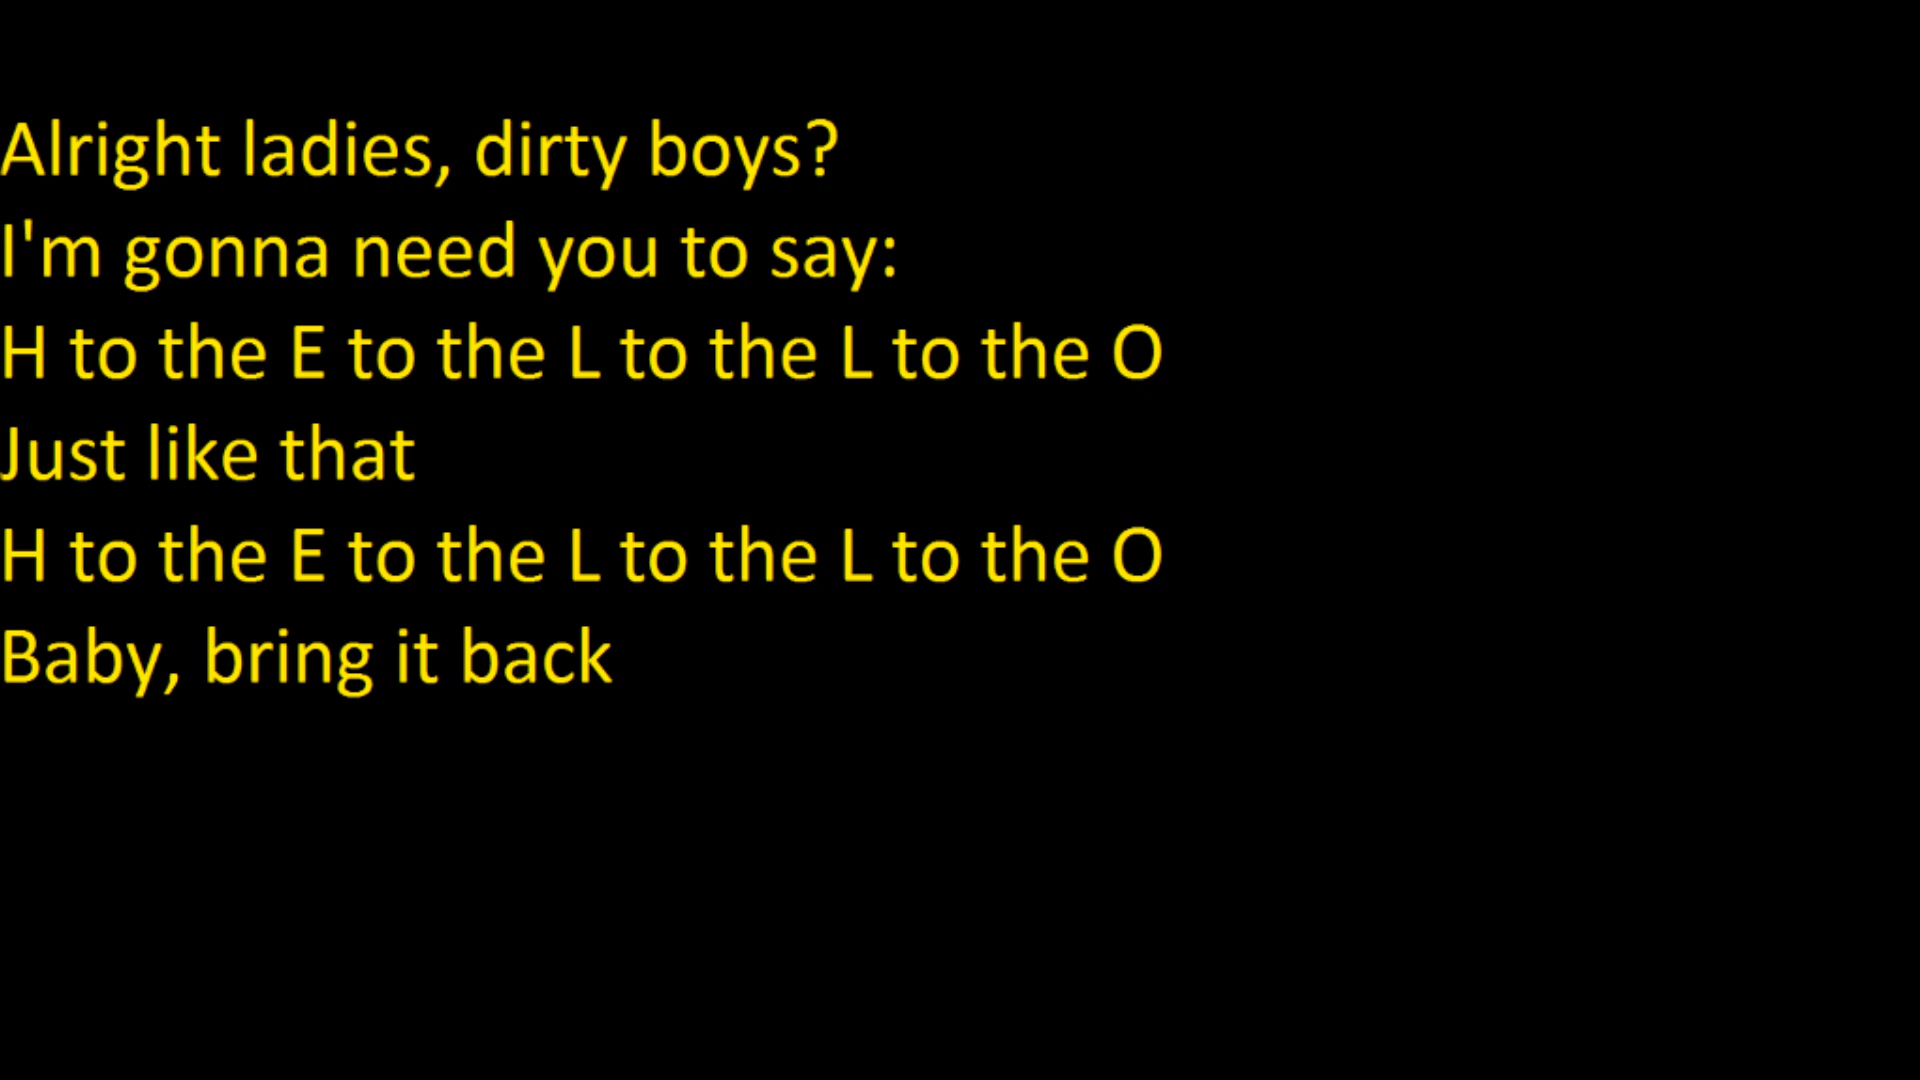 Alright ladies, dirty boys?
I'm gonna need you to say:
H to the E to the L to the L to the O
Just like that
H to the E to the L to the L to the O
Baby, bring it back